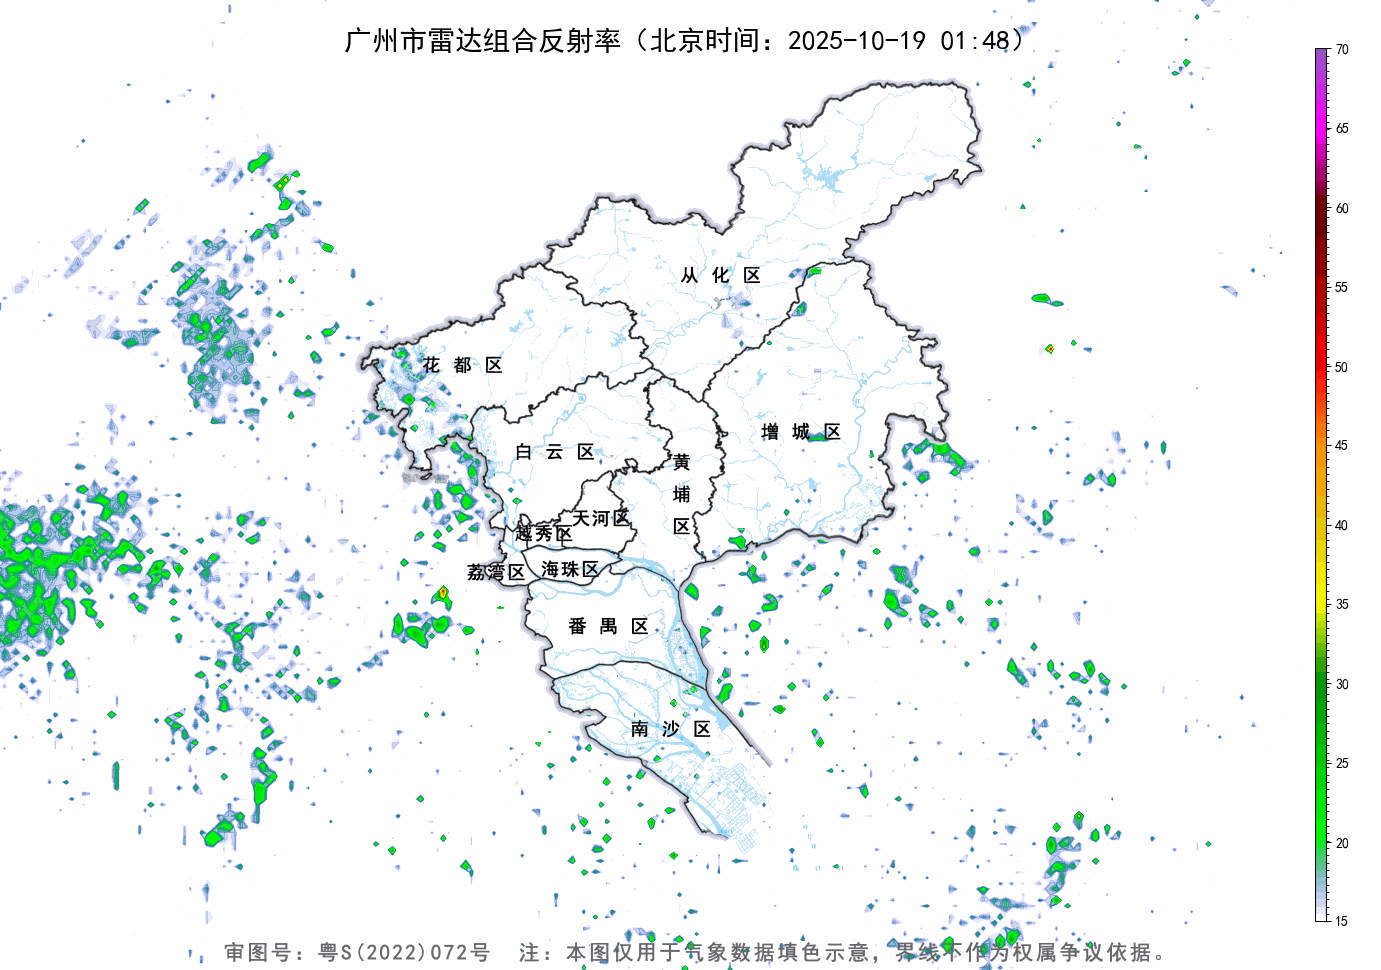 广州市雷达组合反射率（北京时间：2025-10-19 01:48）
70
65
60
55
50
45
40
35
30
25
20
15
从化区
花都区
增城区
白云区
黄埔区
天河区
越秀区
荔湾区
海珠区
番禺区
南沙区
审图号：粤S(2022)072号 注：本图仅用于气象数据填色示意，界线不作为权属争议依据。